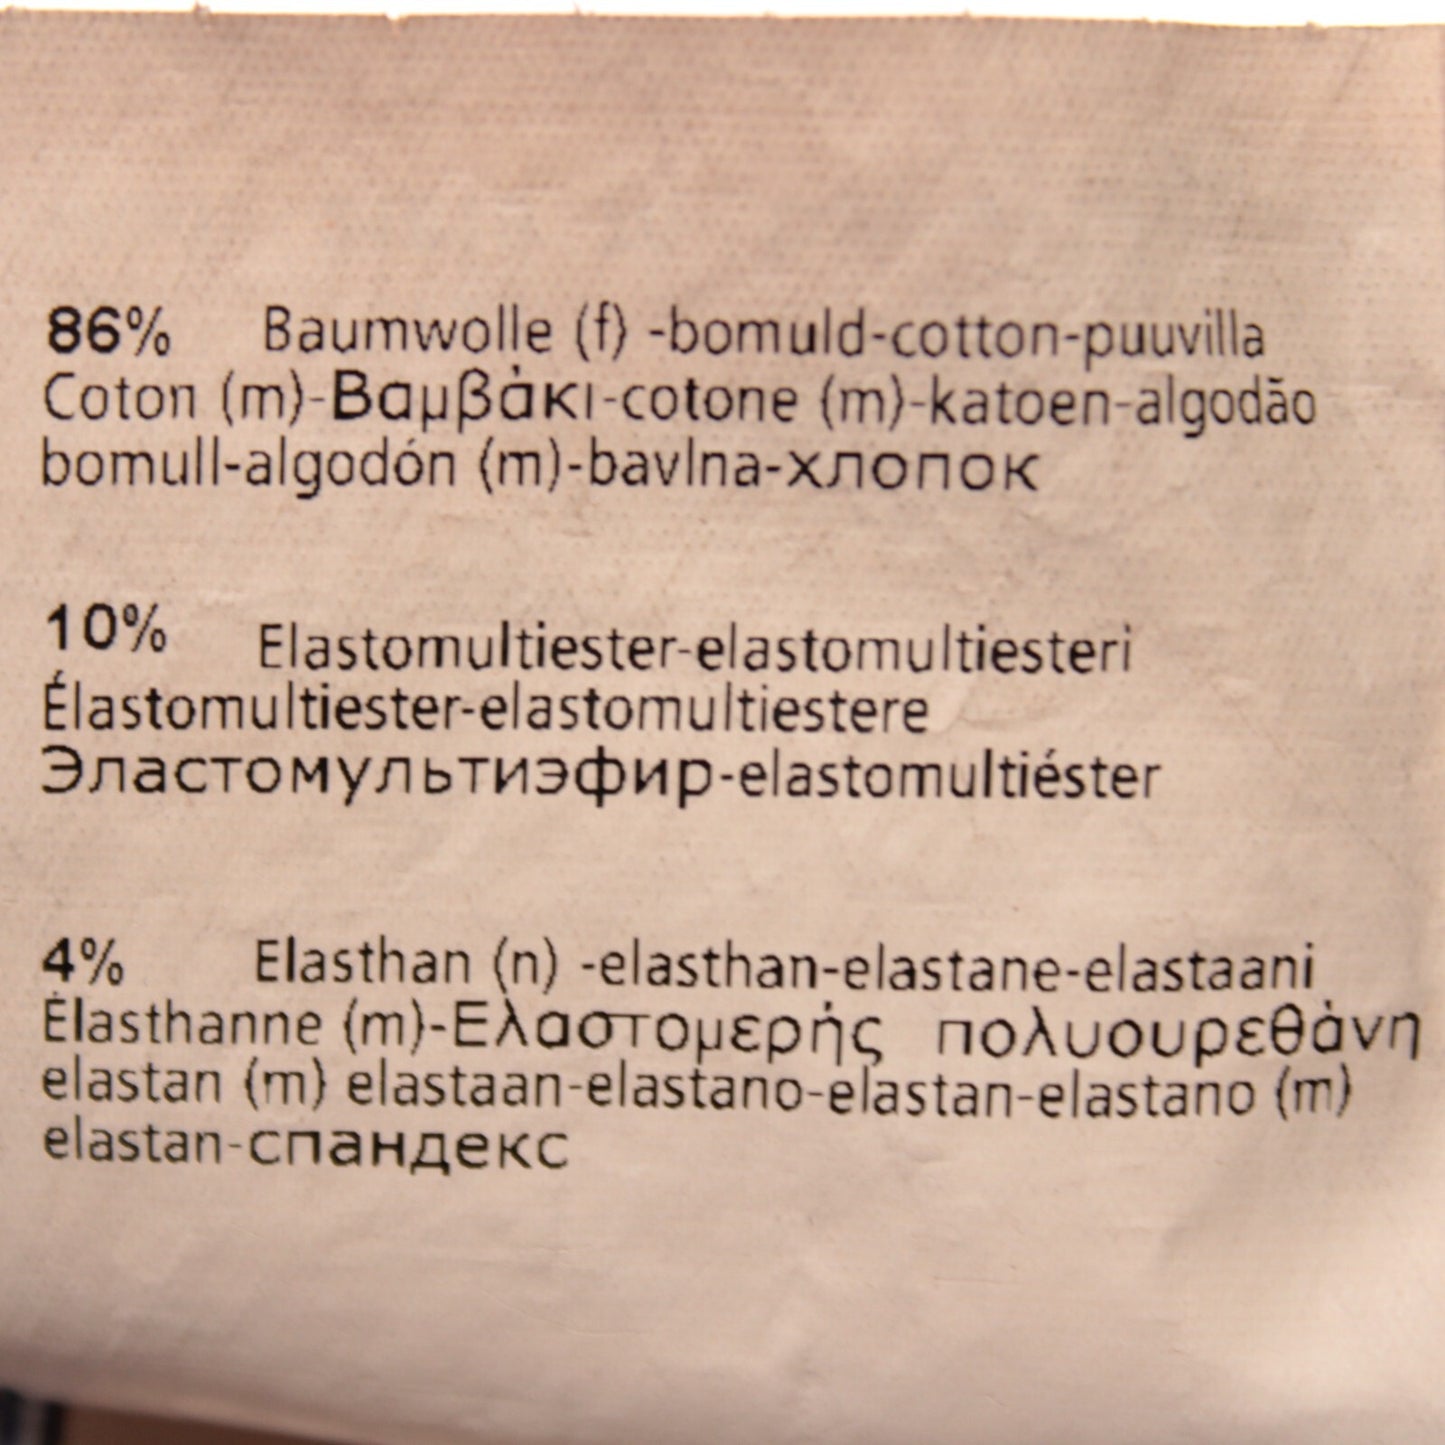 86% Baumwolle (f) -bomuld-cotton-puuvilla
Coton (m)-Βαμβάκι-cotone (m)-katoen-algodão
bomull-algodón (m)-bavlna-хлопок
10% Elastomultiester-elastomultiesteri
Élastomultiester-elastomultiestere
Эластомультиэфир-elastomultiéster
4% Elasthan (n) -elasthan-elastane-elastaani
Élasthanne (m)-Ελαστομερής πολυουρεθάνη
elastan (m) elastaan-elastano-elastan-elastano (m)
elastan-спандекс